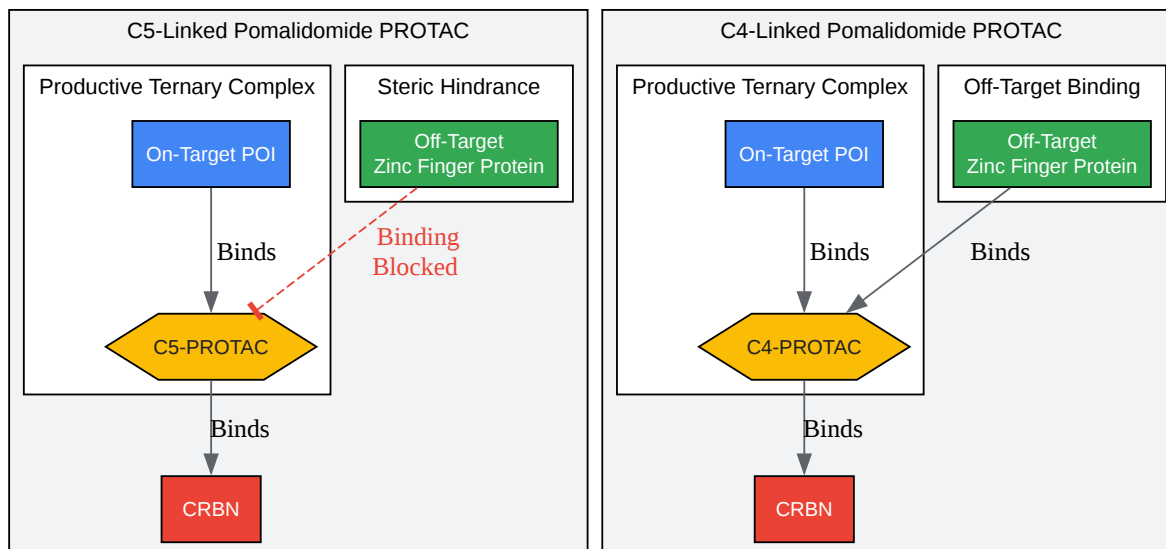 C5-Linked Pomalidomide PROTAC
Productive Ternary Complex
Steric Hindrance
On-Target POI
Off-Target
Zinc Finger Protein
Binds
Binding
Blocked
C5-PROTAC
Binds
CRBN
C4-Linked Pomalidomide PROTAC
Productive Ternary Complex
Off-Target Binding
On-Target POI
Off-Target
Zinc Finger Protein
Binds
Binds
C4-PROTAC
Binds
CRBN